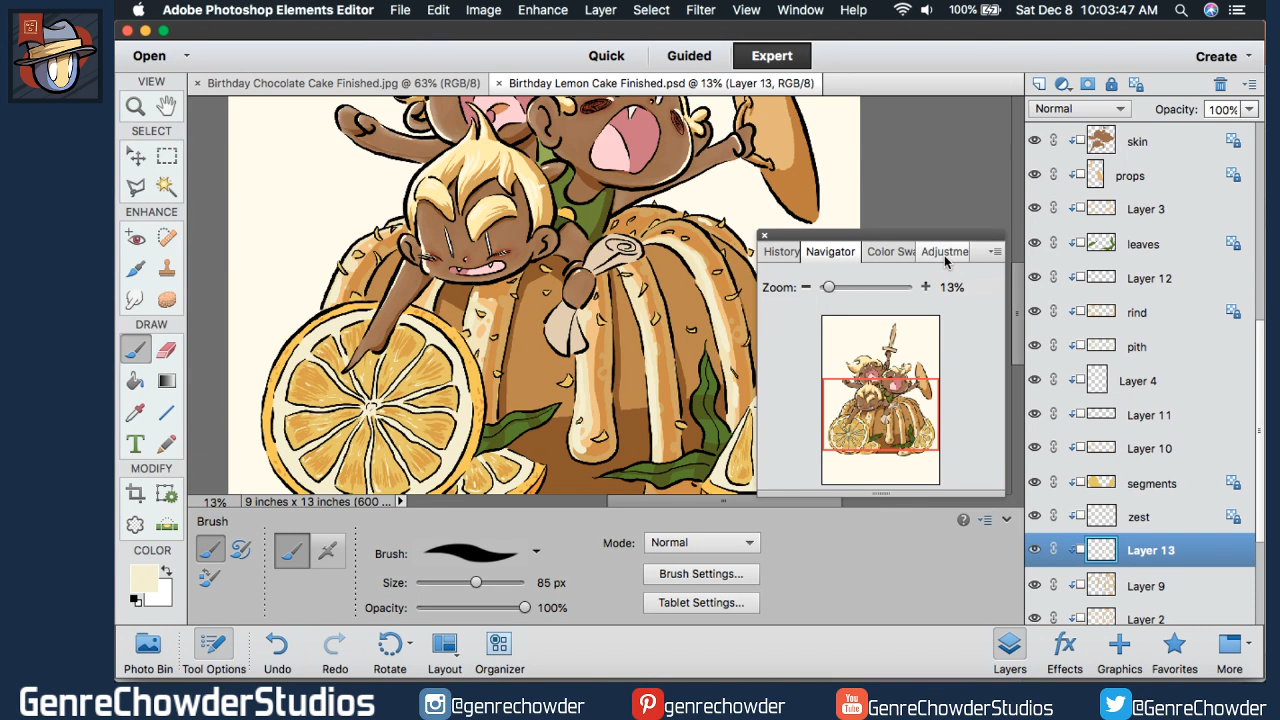 Adobe Photoshop Elements Editor File Edit Image Enhance Layer Select Filter View Window Help 100% Sat Dec 8 10:03:47 AM
Open Quick Guided Expert Create
VIEW
× Birthday Chocolate Cake Finished.jpg @ 63% (RGB/8) × Birthday Lemon Cake Finished.psd @ 13% (Layer 13, RGB/8)
Normal Opacity: 100%
SELECT
skin
props
ENHANCE
Layer 3
leaves
History Navigator Color Swa Adjustme
Layer 12
Zoom: 13%
DRAW
rind
pith
Layer 4
Layer 11
T
Layer 10
MODIFY
segments
13% 9 inches x 13 inches (600 ...
zest
Brush
COLOR
Brush: Mode: Normal
Layer 13
Size: 85 px Brush Settings...
Layer 9
Opacity: 100% Tablet Settings...
Layer 2
fx
Photo Bin Tool Options Undo Redo Rotate Layout Organizer Layers Effects Graphics Favorites More
GenreChowderStudios @genrechowder genrechowder You Tube GenreChowderStudios @GenreChowder